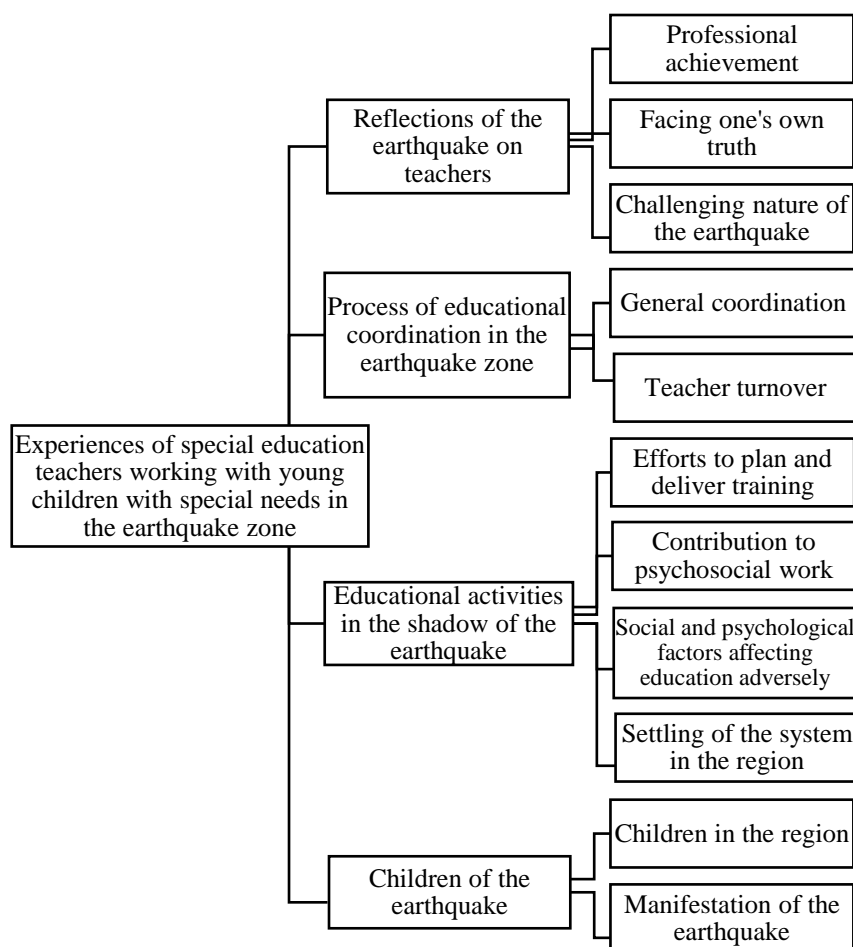 Professional
achievement
Reflections of the
earthquake on
teachers
Facing one's own
truth
Challenging nature of
the earthquake
Process of educational
coordination in the
earthquake zone
General coordination
Teacher turnover
Experiences of special education
teachers working with young
children with special needs in
the earthquake zone
Efforts to plan and
deliver training
Contribution to
psychosocial work
Educational activities
in the shadow of the
earthquake
Social and psychological
factors affecting
education adversely
Settling of the system
in the region
Children of the
earthquake
Children in the region
Manifestation of the
earthquake